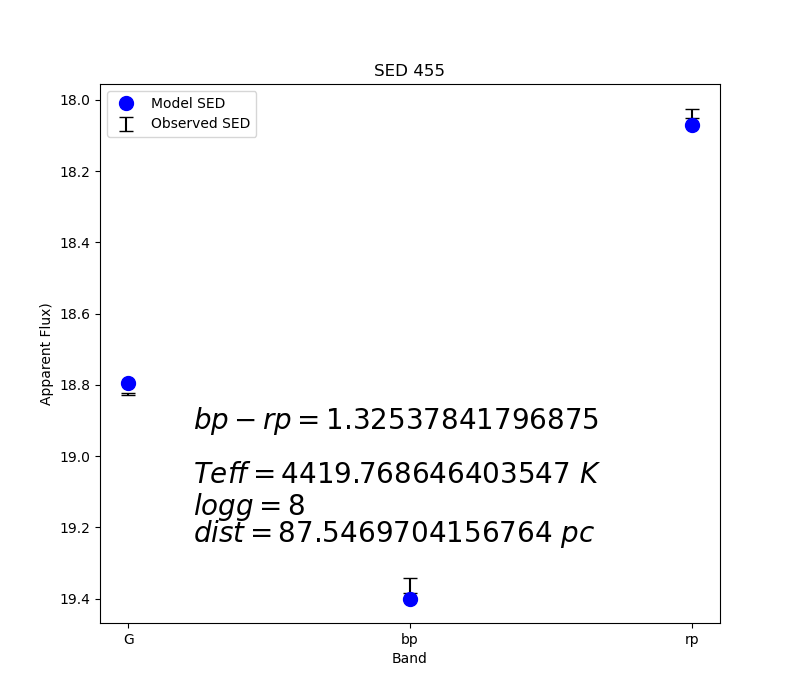 SED 455
Model SED
Observed SED
18.0
18.2
18.4
18.6
18.8
19.0
19.2
19.4
Apparent Flux)
bp − rp = 1.32537841796875
Teff = 4419.768646403547 K
logg = 8
dist = 87.5469704156764 pc
G bp rp
Band